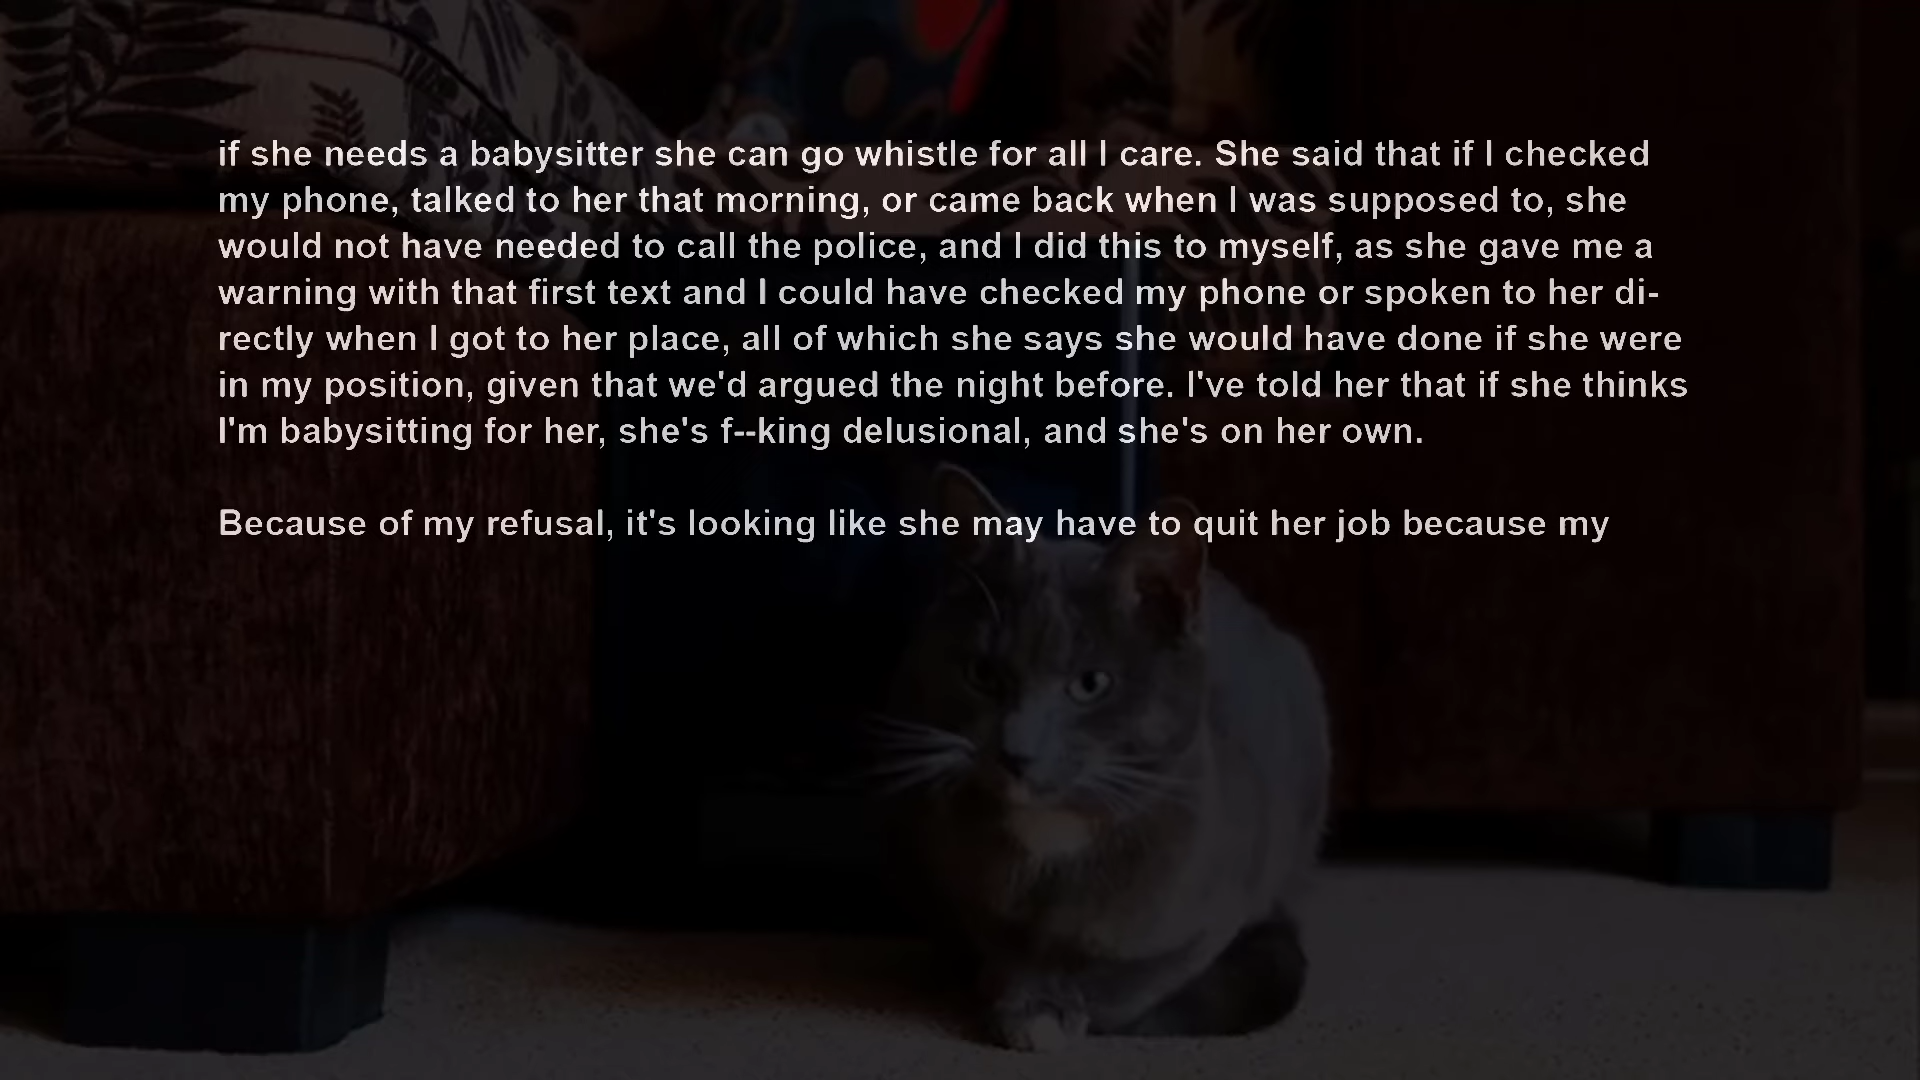 if she needs a babysitter she can go whistle for all I care. She said that if I checked
my phone, talked to her that morning, or came back when I was supposed to, she
would not have needed to call the police, and I did this to myself, as she gave me a
warning with that first text and I could have checked my phone or spoken to her di-
rectly when I got to her place, all of which she says she would have done if she were
in my position, given that we'd argued the night before. I've told her that if she thinks
I'm babysitting for her, she's f--king delusional, and she's on her own.
Because of my refusal, it's looking like she may have to quit her job because my